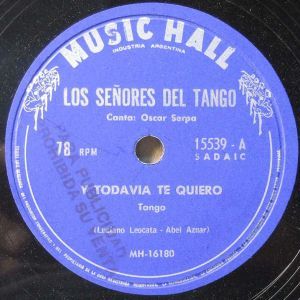 MUSIC HALL
INDUSTRIA ARGENTINA
LOS SEÑORES DEL TANGO
Canta: Oscar Serpa
78 RPM
15539 - A
SADAIC
Y TODAVIA TE QUIERO
Tango
(Luciano Leocata - Abel Aznar)
MH-16180
PUBLICIDAD
PROHIBIDA SU VENTA